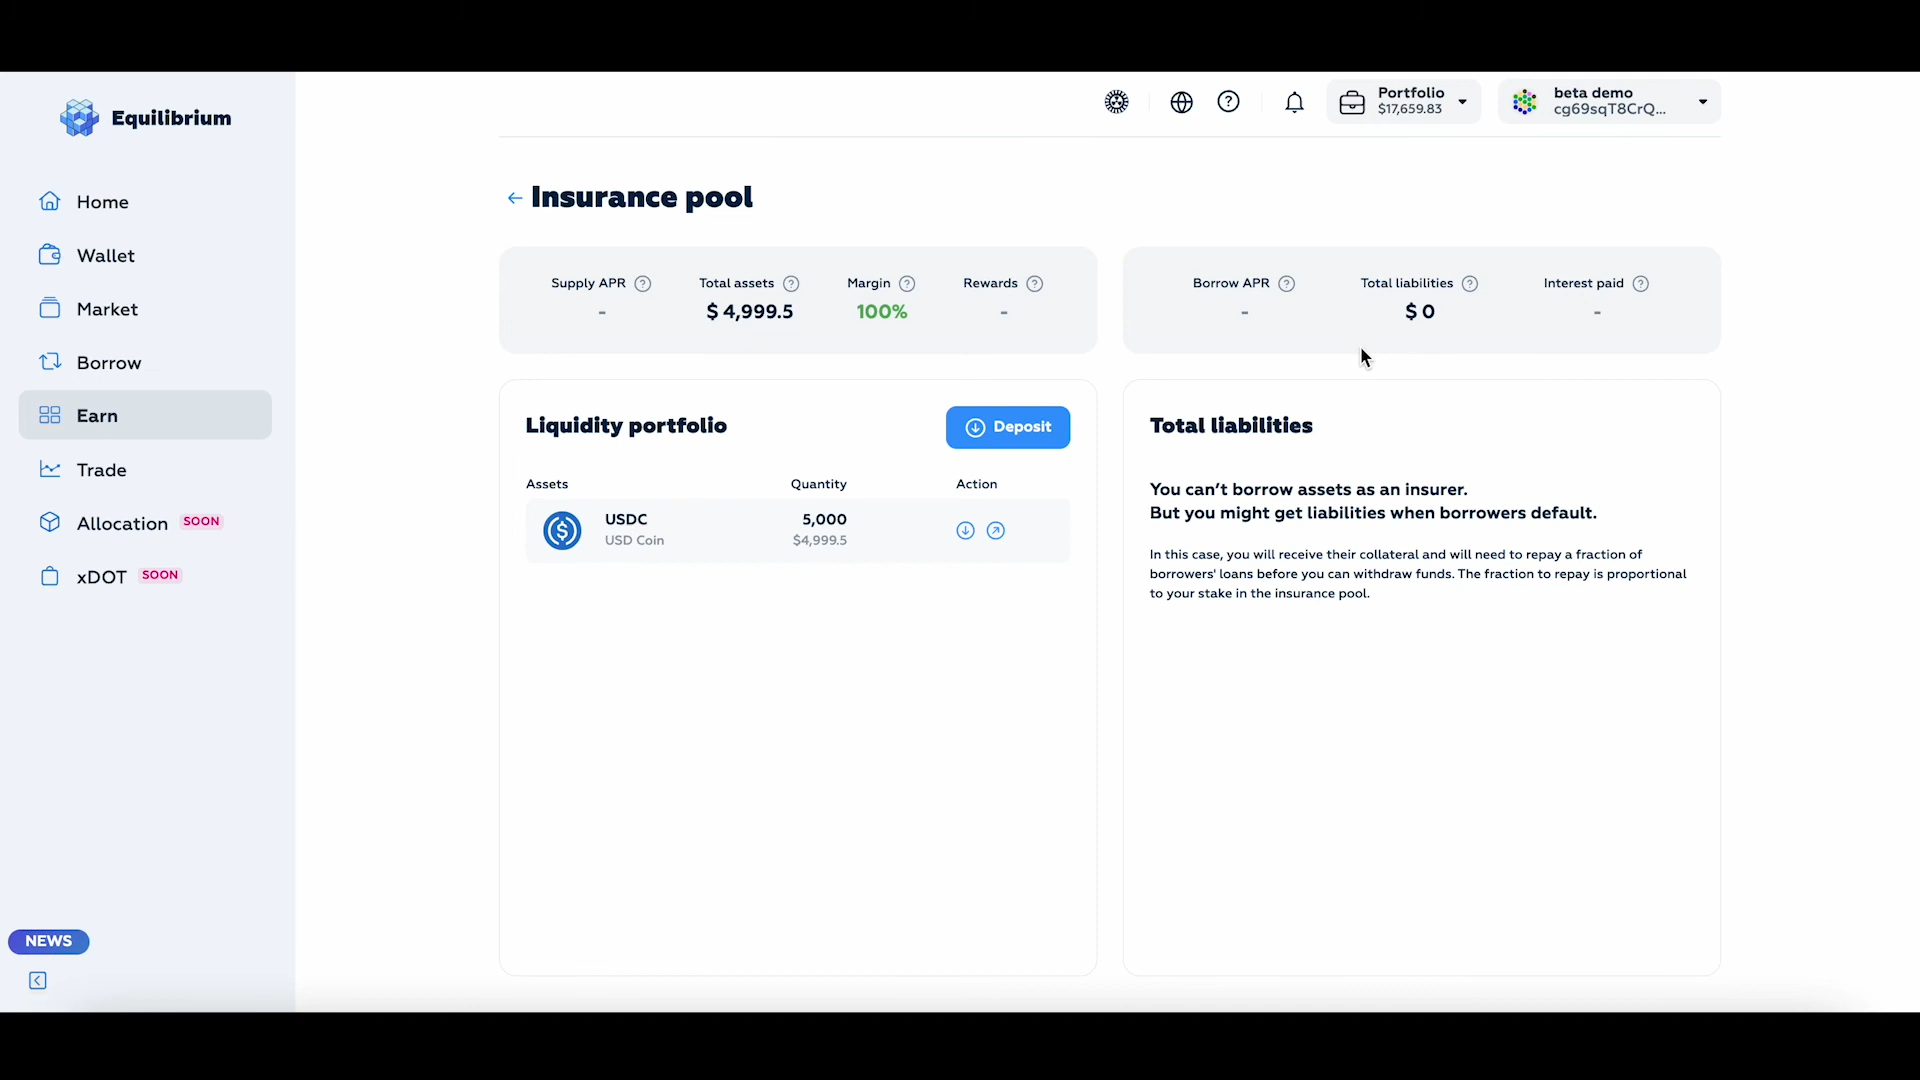 Equilibrium
Portfolio
$17,659.83
beta demo
cg69sqT8CrQ...
Home
Wallet
Market
Borrow
Earn
Trade
Allocation SOON
xDOT SOON
NEWS
← Insurance pool
Supply APR ? Total assets ? Margin ? Rewards ?
- $ 4,999.5 100% -
Borrow APR ? Total liabilities ? Interest paid ?
- $ 0 -
Liquidity portfolio
Deposit
Assets Quantity Action
USDC 5,000
USD Coin $4,999.5
Total liabilities
You can’t borrow assets as an insurer.
But you might get liabilities when borrowers default.
In this case, you will receive their collateral and will need to repay a fraction of
borrowers' loans before you can withdraw funds. The fraction to repay is proportional
to your stake in the insurance pool.